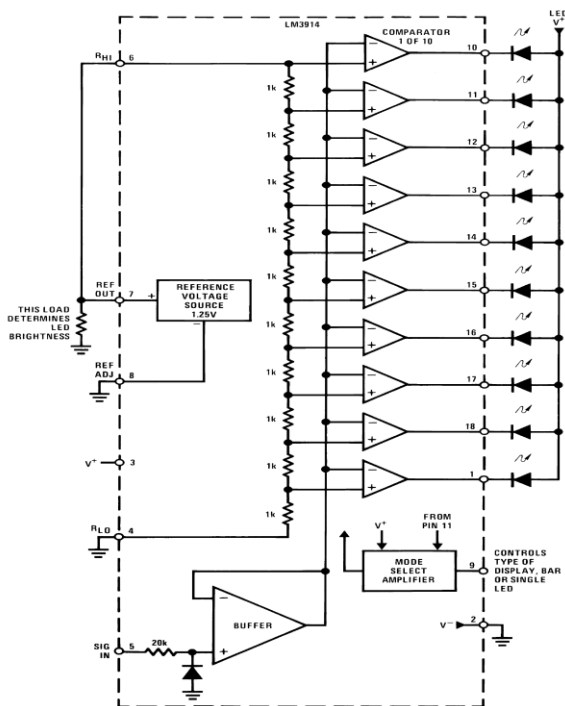 LM3914
LED
V+
RHI
6
COMPARATOR
1 OF 10
10
1k
11
1k
12
1k
13
1k
14
1k
REF
OUT
7
+
REFERENCE
VOLTAGE
SOURCE
1.25V
−
15
THIS LOAD
DETERMINES
LED
BRIGHTNESS
1k
16
1k
REF
ADJ
8
17
1k
18
V+
3
1k
1
1k
RLO
4
V+
FROM
PIN 11
MODE
SELECT
AMPLIFIER
9
CONTROLS
TYPE OF
DISPLAY, BAR
OR SINGLE
LED
−
BUFFER
+
V−
2
SIG
IN
5
20k
−
+
−
+
−
+
−
+
−
+
−
+
−
+
−
+
−
+
−
+